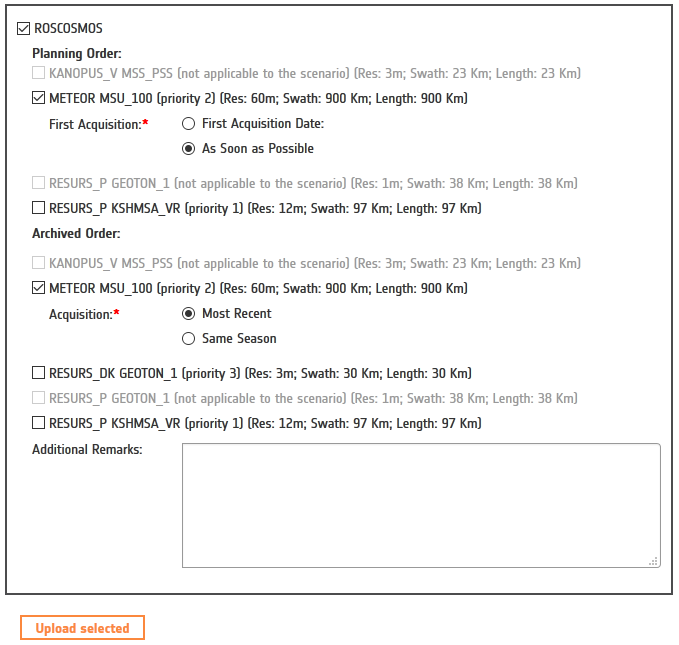 ROSCOSMOS
Planning Order:
KANOPUS_V MSS_PSS (not applicable to the scenario) (Res: 3m; Swath: 23 Km; Length: 23 Km)
METEOR MSU_100 (priority 2) (Res: 60m; Swath: 900 Km; Length: 900 Km)
First Acquisition:* First Acquisition Date:
As Soon as Possible
RESURS_P GEOTON_1 (not applicable to the scenario) (Res: 1m; Swath: 38 Km; Length: 38 Km)
RESURS_P KSHMSA_VR (priority 1) (Res: 12m; Swath: 97 Km; Length: 97 Km)
Archived Order:
KANOPUS_V MSS_PSS (not applicable to the scenario) (Res: 3m; Swath: 23 Km; Length: 23 Km)
METEOR MSU_100 (priority 2) (Res: 60m; Swath: 900 Km; Length: 900 Km)
Acquisition:* Most Recent
Same Season
RESURS_DK GEOTON_1 (priority 3) (Res: 3m; Swath: 30 Km; Length: 30 Km)
RESURS_P GEOTON_1 (not applicable to the scenario) (Res: 1m; Swath: 38 Km; Length: 38 Km)
RESURS_P KSHMSA_VR (priority 1) (Res: 12m; Swath: 97 Km; Length: 97 Km)
Additional Remarks:
Upload selected